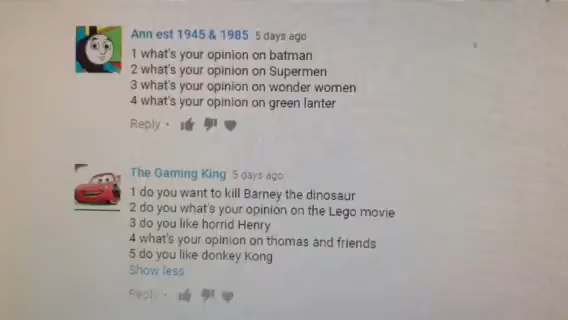 Ann est 1945 & 1985 5 days ago
1 what's your opinion on batman
2 what's your opinion on Supermen
3 what's your opinion on wonder women
4 what's your opinion on green lanter
Reply •
The Gaming King 5 days ago
1 do you want to kill Barney the dinosaur
2 do you what's your opinion on the Lego movie
3 do you like horrid Henry
4 what's your opinion on thomas and friends
5 do you like donkey Kong
Show less
Reply •